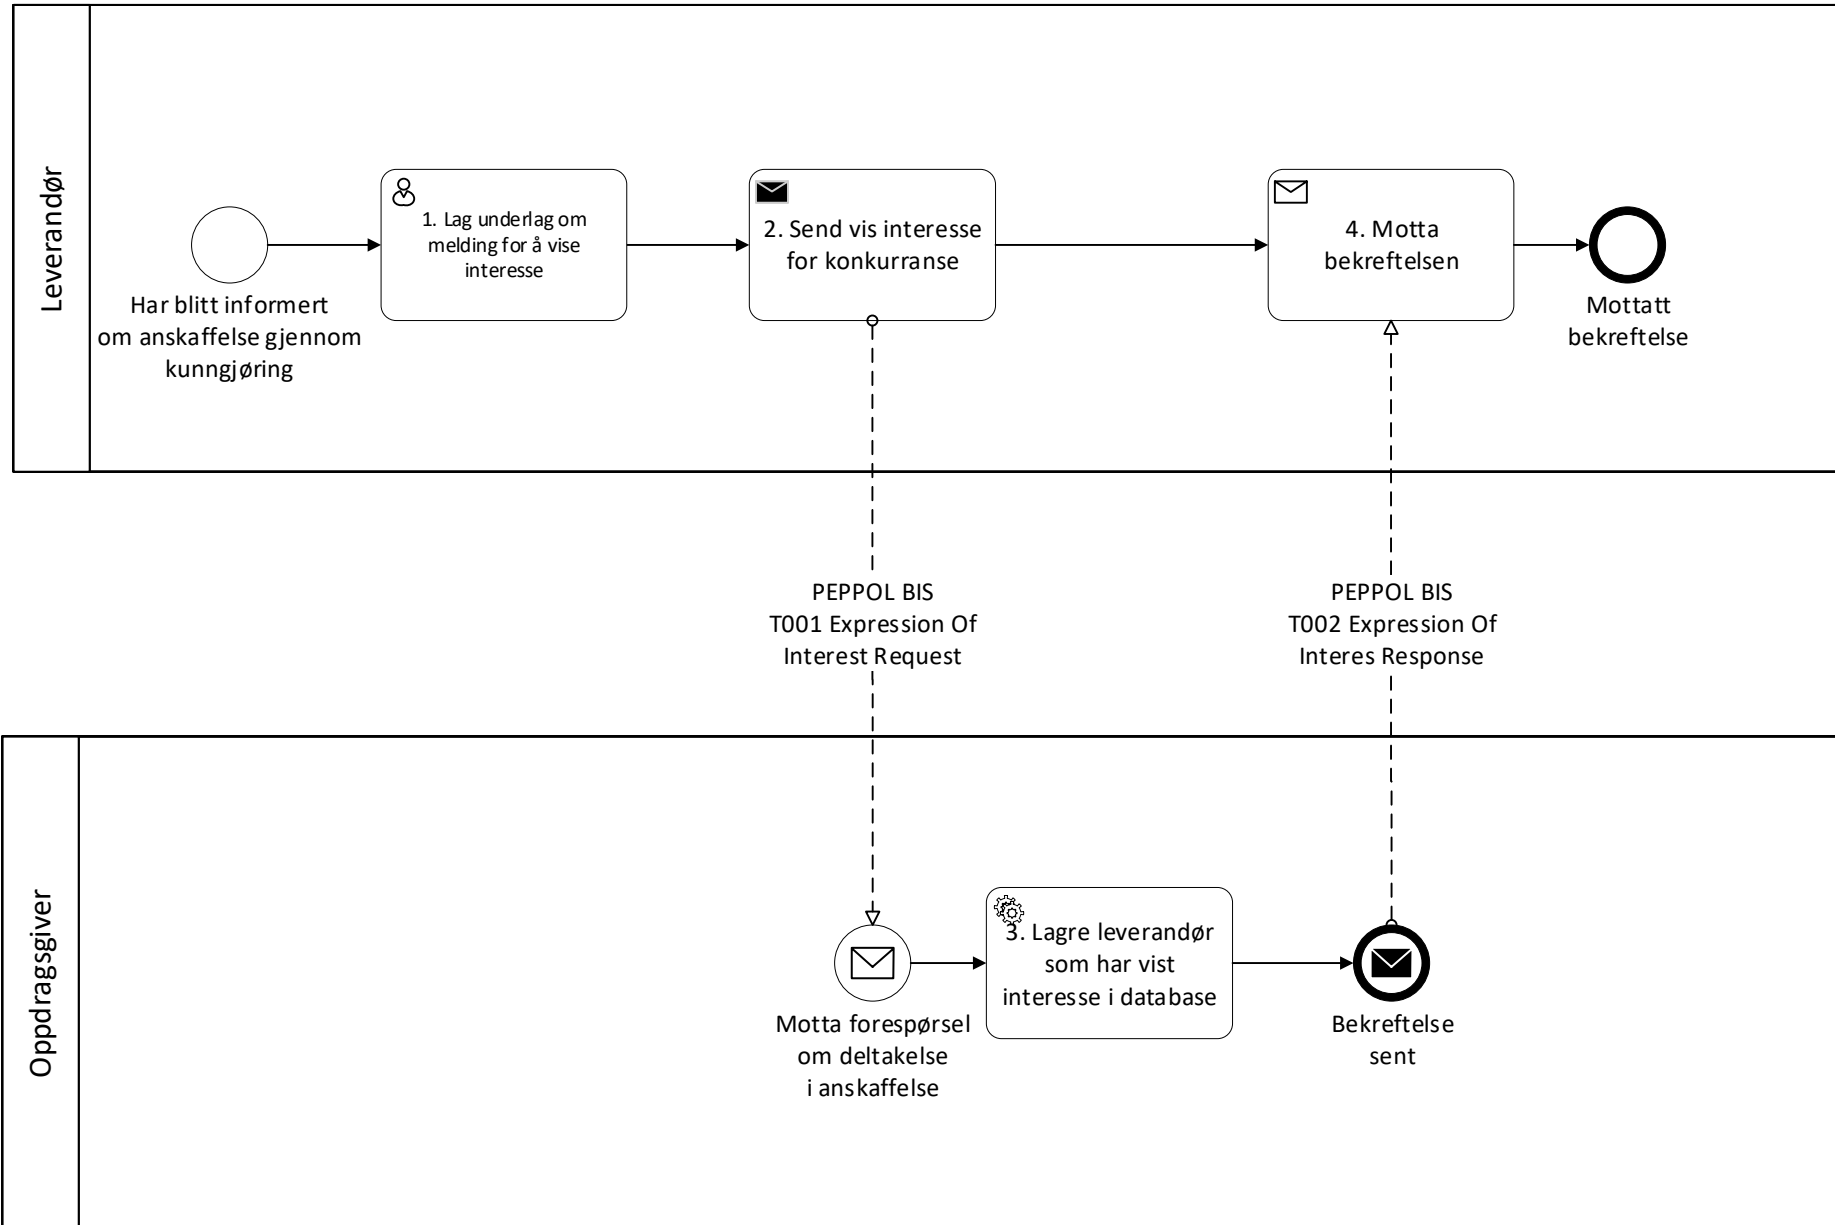 Leverandør
1. Lag underlag om
melding for å vise
interesse
2. Send vis interesse
for konkurranse
4. Motta
bekreftelsen
Har blitt informert
om anskaffelse gjennom
kunngjøring
Mottatt
bekreftelse
PEPPOL BIS
T001 Expression Of
Interest Request
PEPPOL BIS
T002 Expression Of
Interes Response
Oppdragsgiver
3. Lagre leverandør
som har vist
interesse i database
Motta forespørsel
om deltakelse
i anskaffelse
Bekreftelse
sent